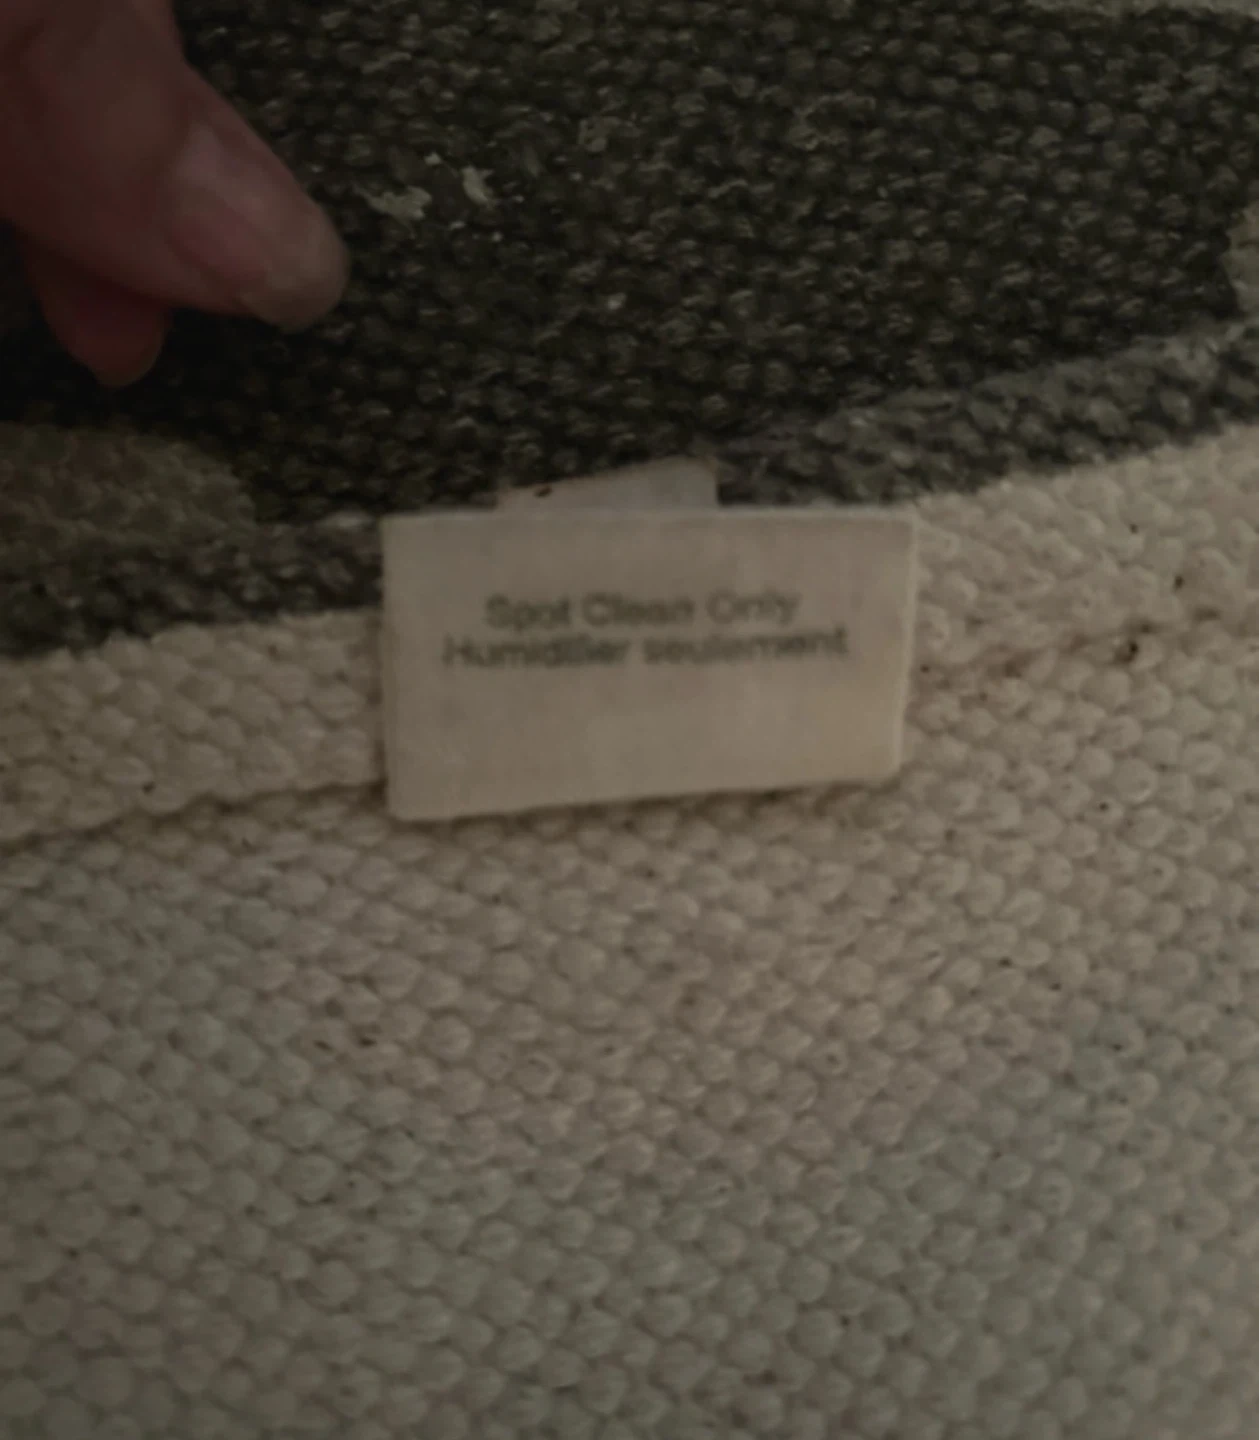 Spot Clean Only
Humidifier seulement